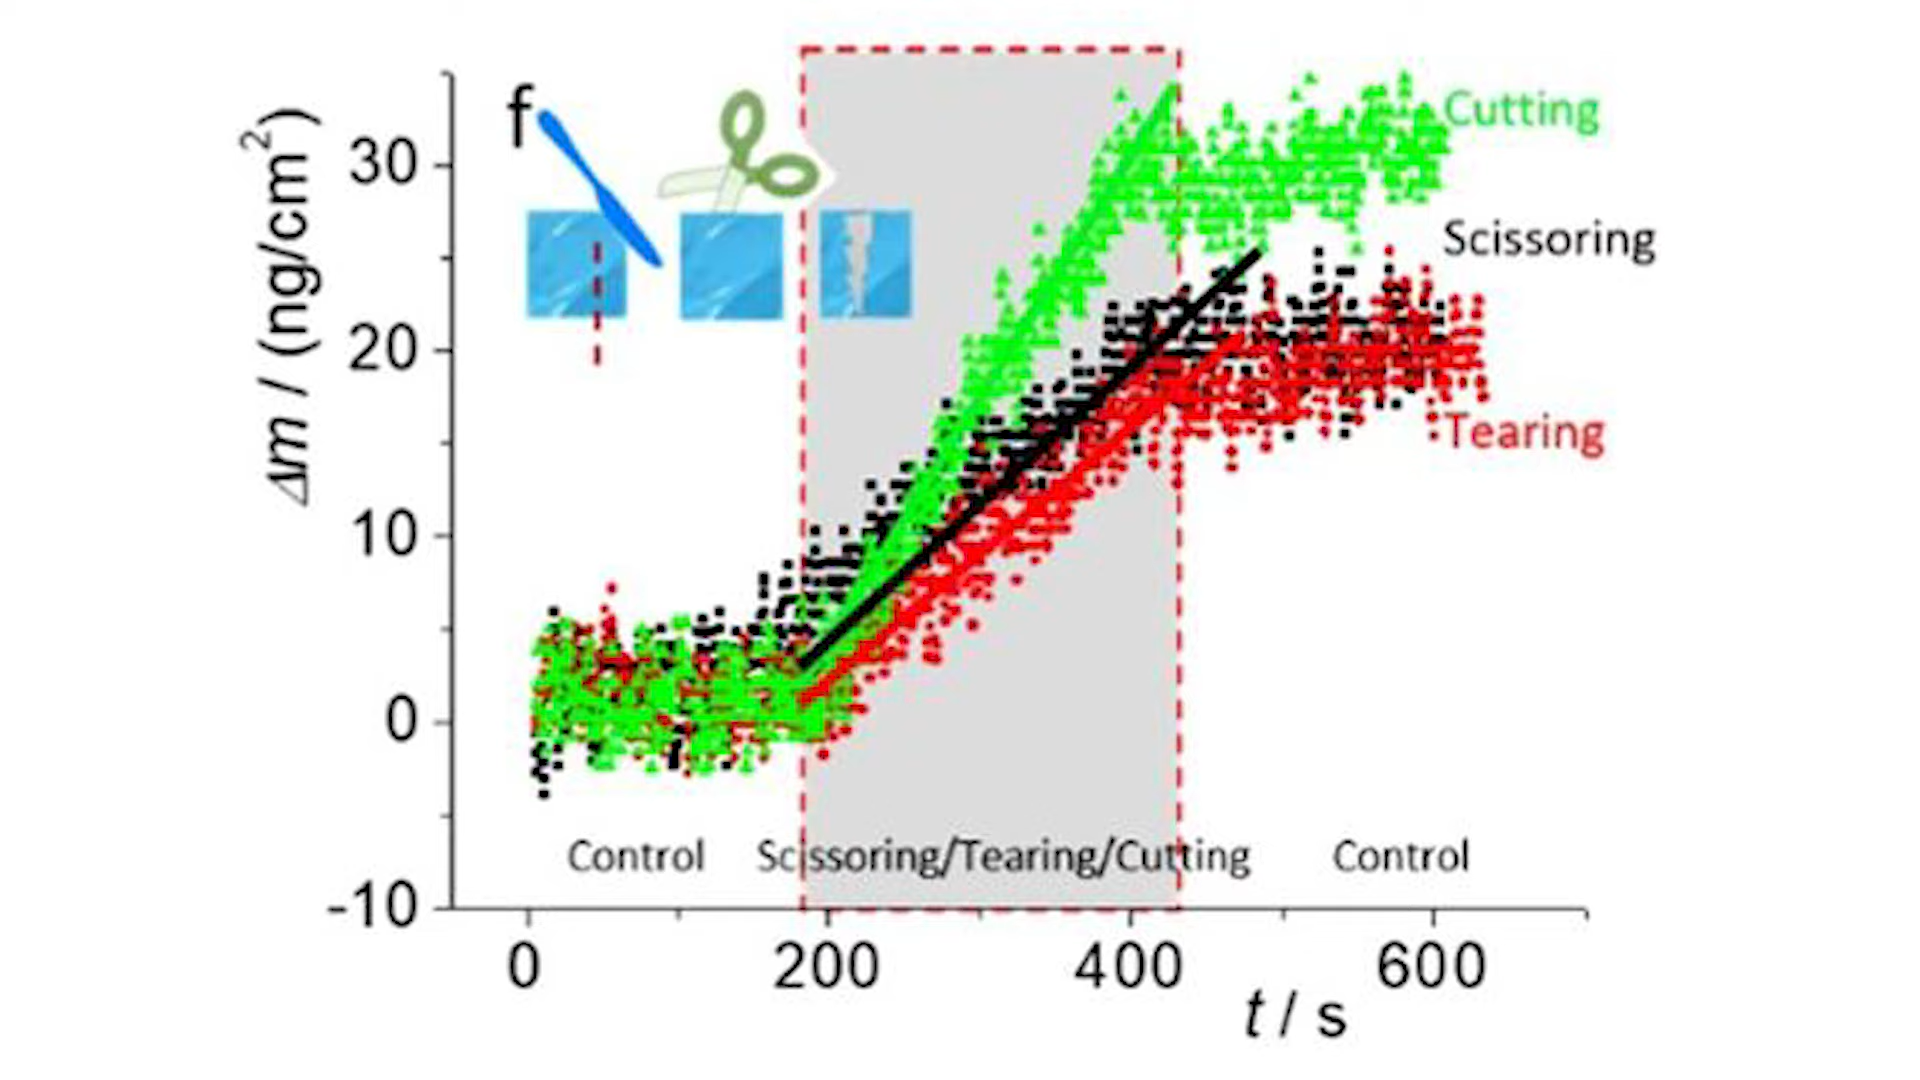 f
Δm / (ng/cm²)
30
20
10
0
-10
Cutting
Scissoring
Tearing
Control
Scissoring/Tearing/Cutting
Control
0
200
400
600
t / s